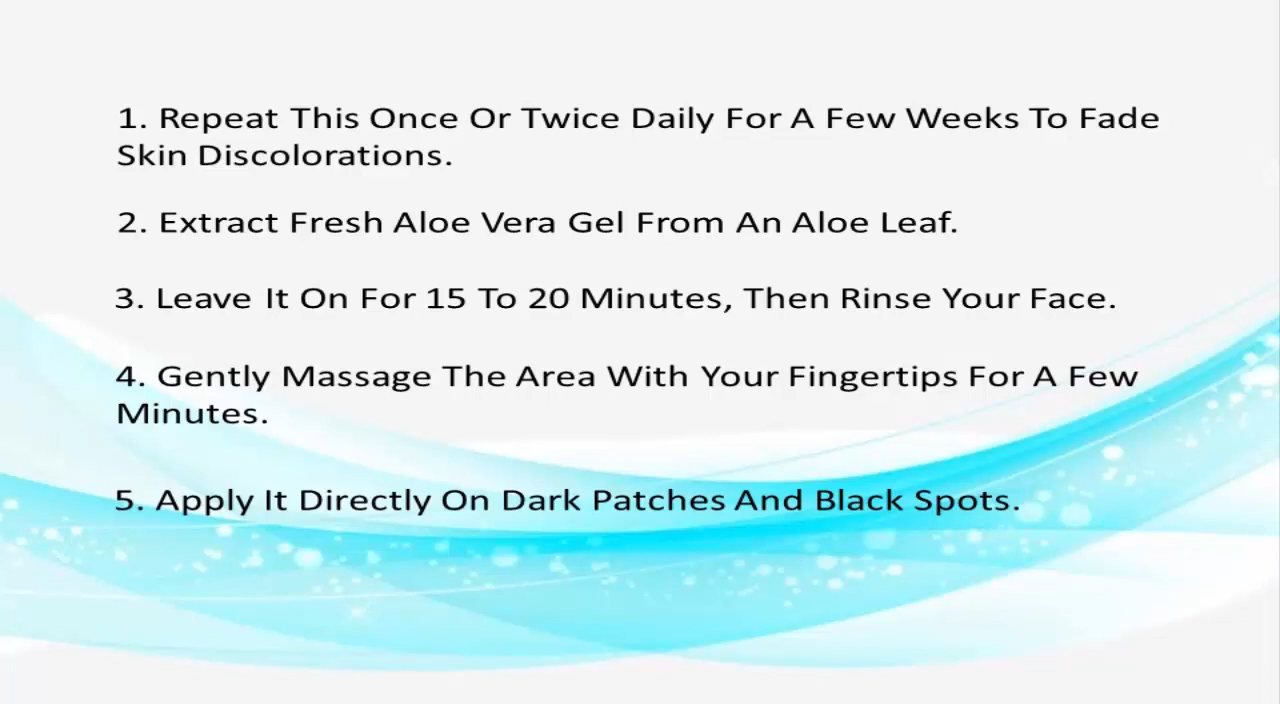 1. Repeat This Once Or Twice Daily For A Few Weeks To Fade
Skin Discolorations.
2. Extract Fresh Aloe Vera Gel From An Aloe Leaf.
3. Leave It On For 15 To 20 Minutes, Then Rinse Your Face.
4. Gently Massage The Area With Your Fingertips For A Few
Minutes.
5. Apply It Directly On Dark Patches And Black Spots.